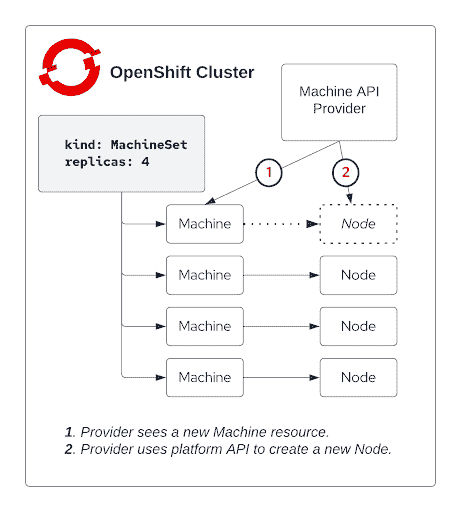 OpenShift Cluster
Machine API
Provider
kind: MachineSet
replicas: 4
1
2
Machine
Node
Machine
Node
Machine
Node
Machine
Node
1. Provider sees a new Machine resource.
2. Provider uses platform API to create a new Node.